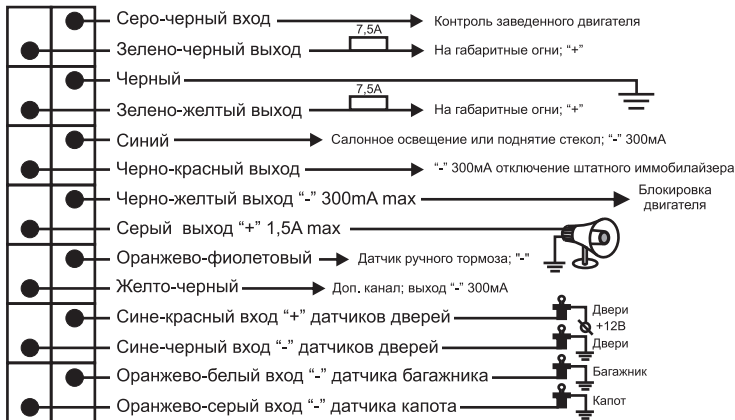 Серо-черный вход Контроль заведенного двигателя
7,5А
Зелено-черный выход На габаритные огни; “+”
Черный
7,5А
Зелено-желтый выход На габаритные огни; “+”
Синий Салонное освещение или поднятие стекол; “-” 300мА
Черно-красный выход “-” 300мА отключение штатного иммобилайзера
Черно-желтый выход “-” 300mA max Блокировка двигателя
Серый выход “+” 1,5А max
Оранжево-фиолетовый Датчик ручного тормоза; "-"
Желто-черный Доп. канал; выход “-” 300мА
Сине-красный вход “+” датчиков дверей Двери
+12В
Сине-черный вход “-” датчиков дверей Двери
Оранжево-белый вход “-” датчика багажника Багажник
Оранжево-серый вход “-” датчика капота Капот